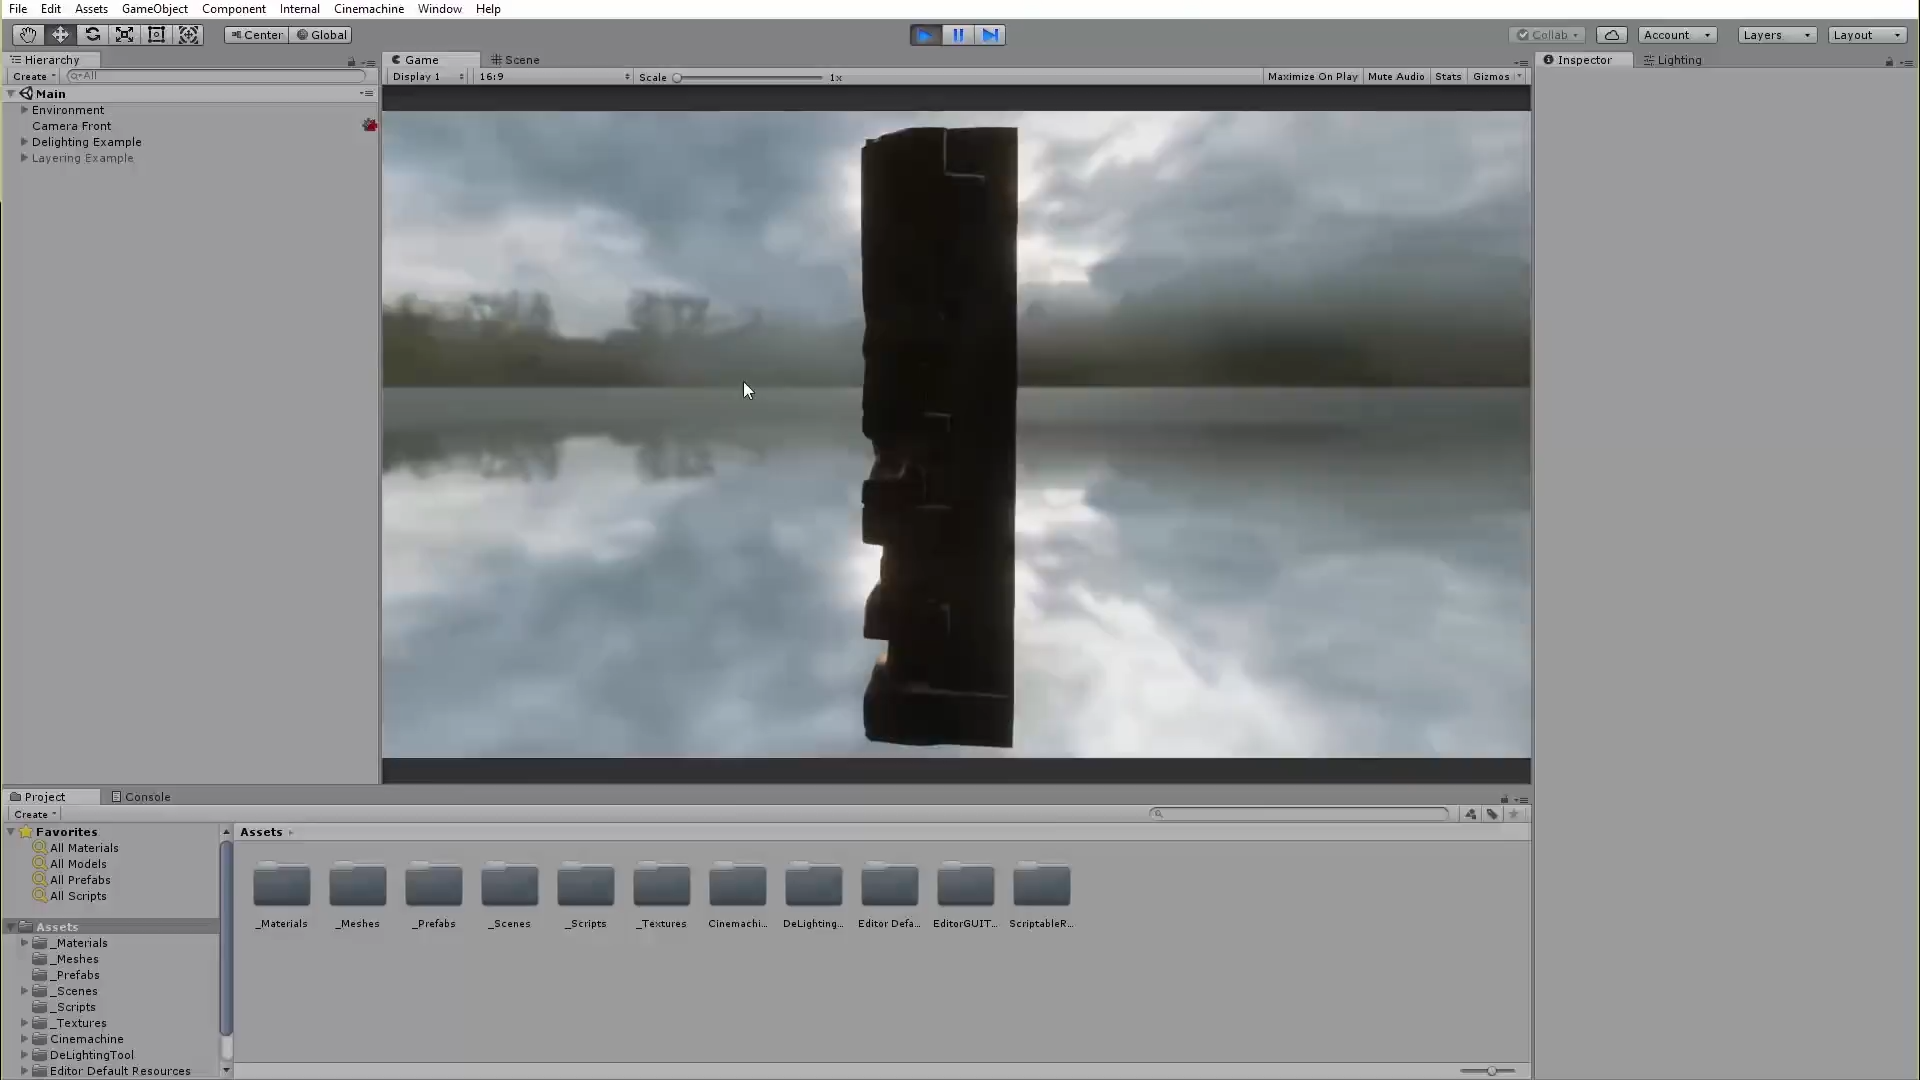 File Edit Assets GameObject Component Internal Cinemachine Window Help
Center Global Collab Account Layers Layout
Hierarchy Game Scene Inspector Lighting
Create All Display 1 16:9 Scale 1x Maximize On Play Mute Audio Stats Gizmos
Main
Environment
Camera Front
Delighting Example
Layering Example
Project Console
Create
Favorites
All Materials
All Models
All Prefabs
All Scripts
Assets
_Materials
_Meshes
_Prefabs
_Scenes
_Scripts
_Textures
Cinemachine
DeLightingTool
Editor Default Resources
Assets
_Materials _Meshes _Prefabs _Scenes _Scripts _Textures Cinemachi... DeLighting... Editor Defa... EditorGUIT... ScriptableR...